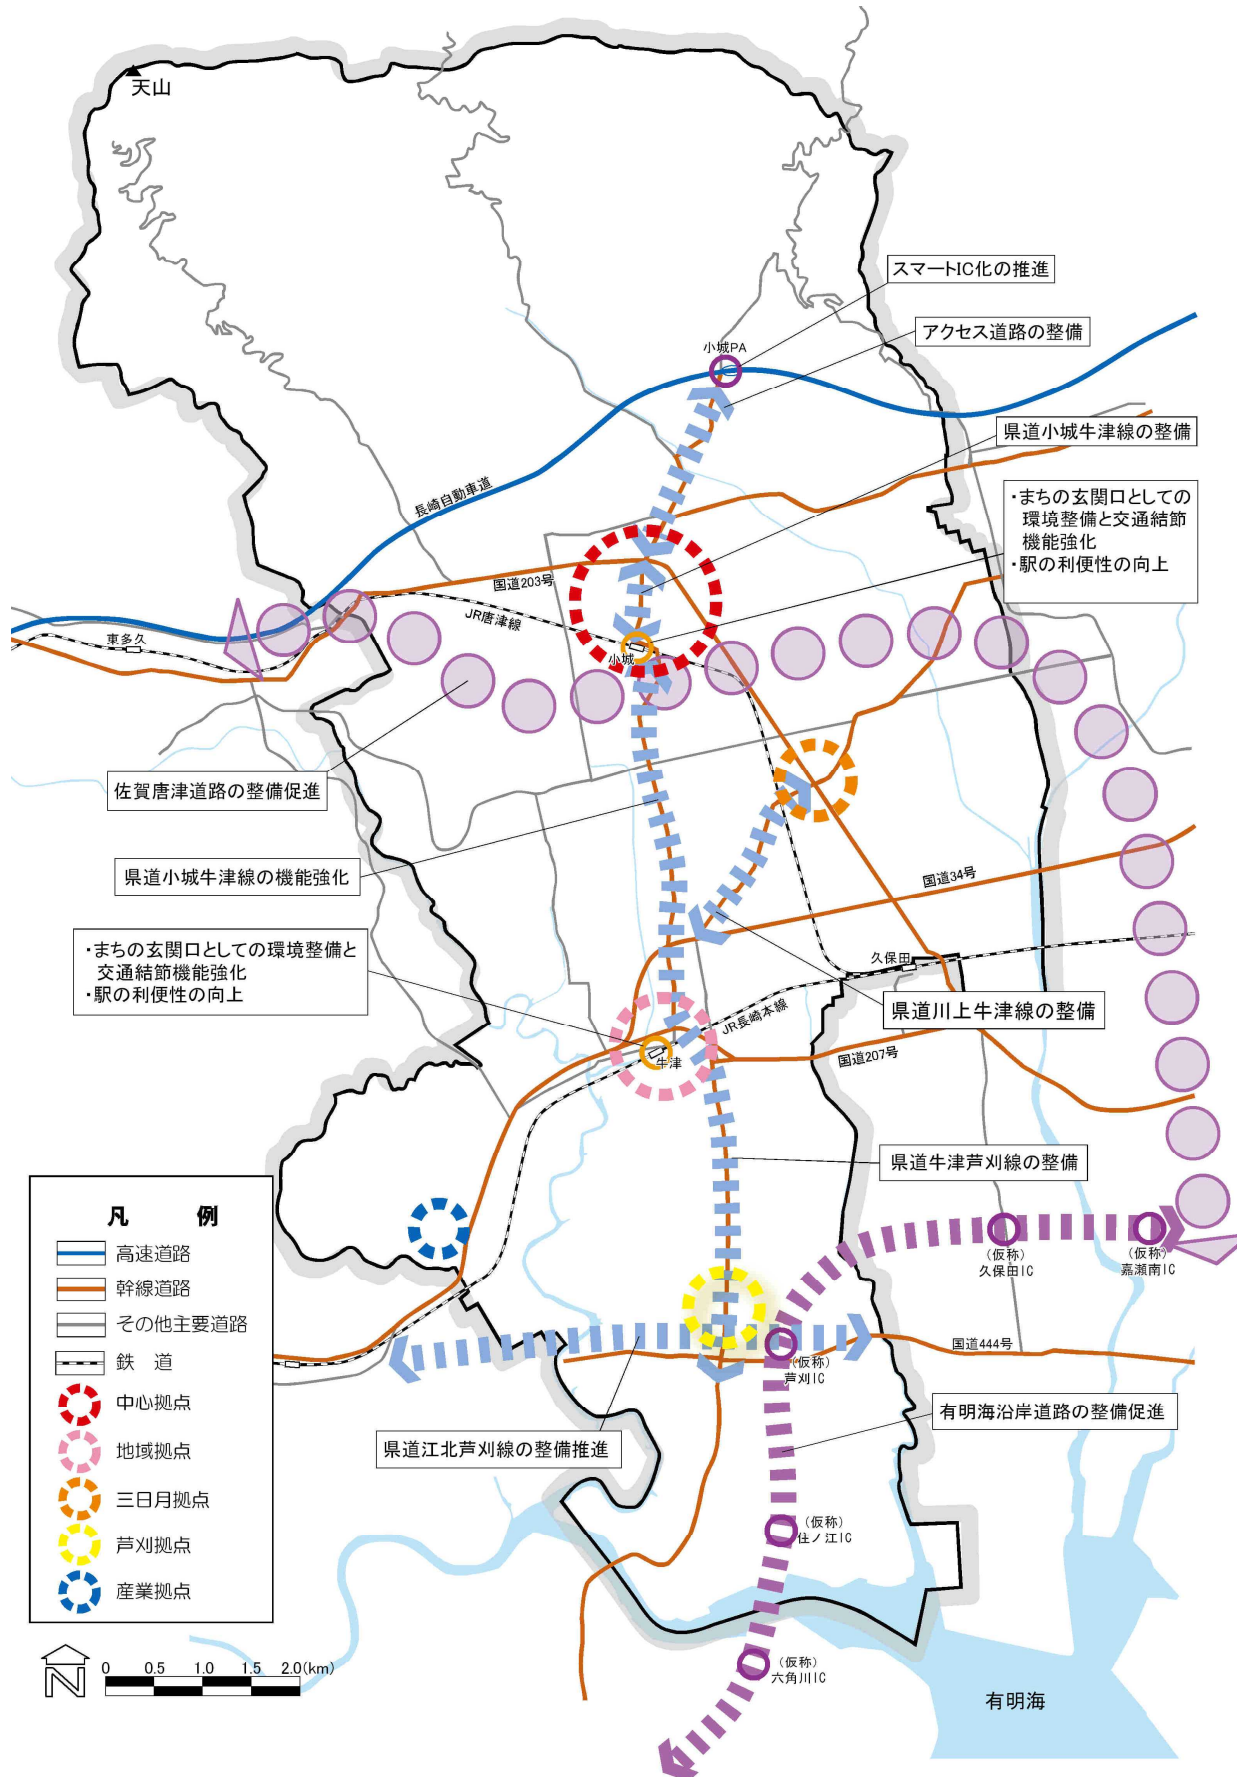 天山
スマートIC化の推進
アクセス道路の整備
小城PA
県道小城牛津線の整備
・まちの玄関口としての
環境整備と交通結節
機能強化
・駅の利便性の向上
長崎自動車道
国道203号
JR唐津線
東多久
小城
佐賀唐津道路の整備促進
県道小城牛津線の機能強化
国道34号
・まちの玄関口としての環境整備と
交通結節機能強化
・駅の利便性の向上
久保田
県道川上牛津線の整備
JR長崎本線
国道207号
牛津
県道牛津芦刈線の整備
(仮称)
久保田IC
(仮称)
嘉瀬南IC
国道444号
(仮称)
芦刈IC
有明海沿岸道路の整備促進
県道江北芦刈線の整備推進
(仮称)
住ノ江IC
(仮称)
六角川IC
有明海
凡 例
高速道路
幹線道路
その他主要道路
鉄 道
中心拠点
地域拠点
三日月拠点
芦刈拠点
産業拠点
N
0 0.5 1.0 1.5 2.0(km)